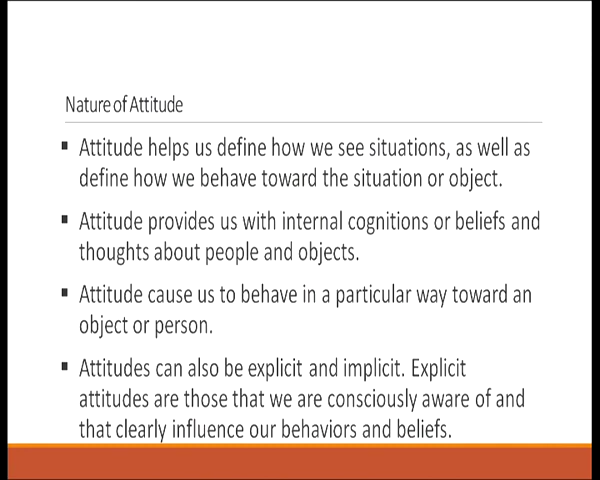 Nature of Attitude
▪ Attitude helps us define how we see situations, as well as
define how we behave toward the situation or object.
▪ Attitude provides us with internal cognitions or beliefs and
thoughts about people and objects.
▪ Attitude cause us to behave in a particular way toward an
object or person.
▪ Attitudes can also be explicit and implicit. Explicit
attitudes are those that we are consciously aware of and
that clearly influence our behaviors and beliefs.